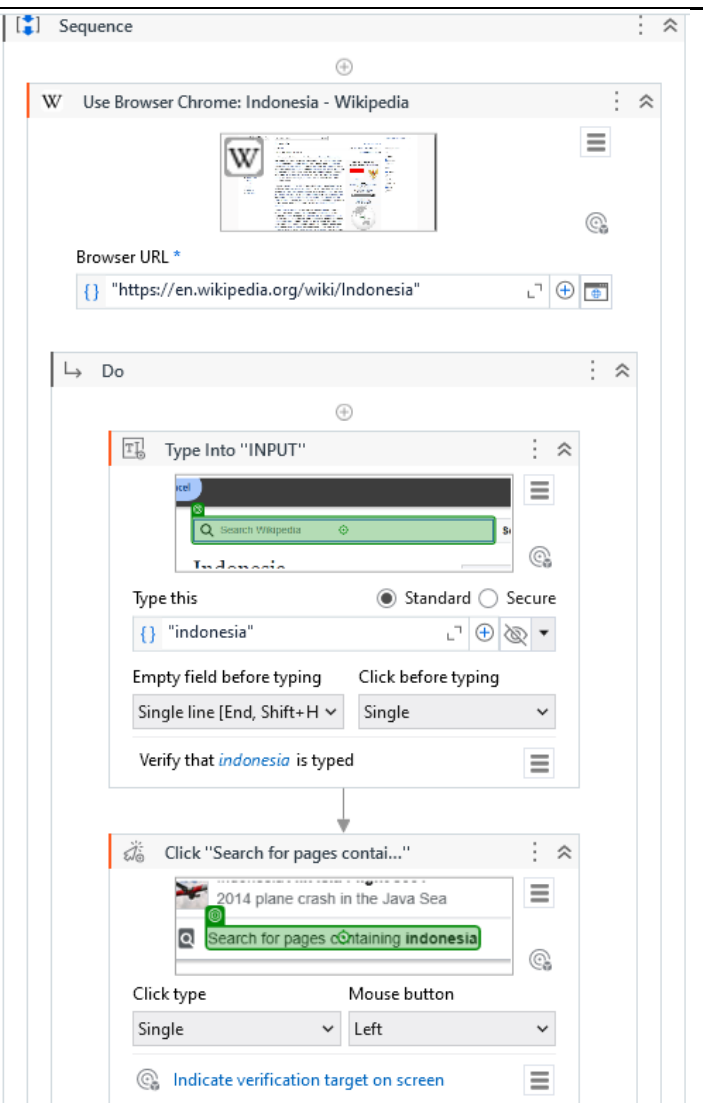 Sequence
W Use Browser Chrome: Indonesia - Wikipedia
W
Browser URL *
{} "https://en.wikipedia.org/wiki/Indonesia"
Do
Type Into "INPUT"
cel
Search Wikipedia
Indonesia
Type this Standard Secure
{} "indonesia"
Empty field before typing Click before typing
Single line [End, Shift+H Single
Verify that indonesia is typed
Click "Search for pages contai..."
2014 plane crash in the Java Sea
Search for pages containing indonesia
Click type Mouse button
Single Left
Indicate verification target on screen